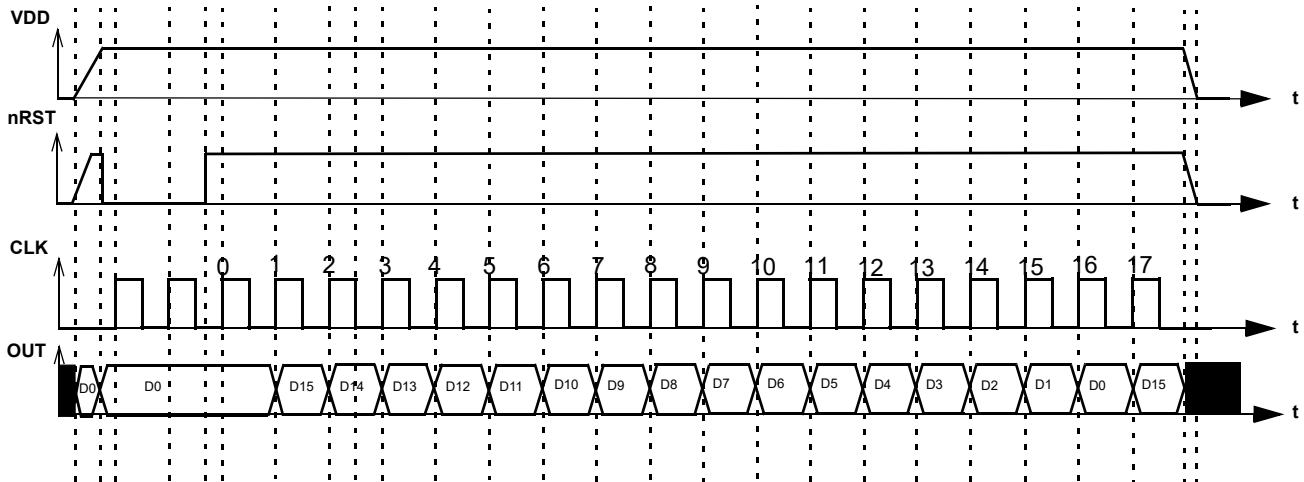 VDD
t
nRST
t
CLK
0 1 2 3 4 5 6 7 8 9 10 11 12 13 14 15 16 17
t
OUT
D0 D0 D15 D14 D13 D12 D11 D10 D9 D8 D7 D6 D5 D4 D3 D2 D1 D0 D15
t